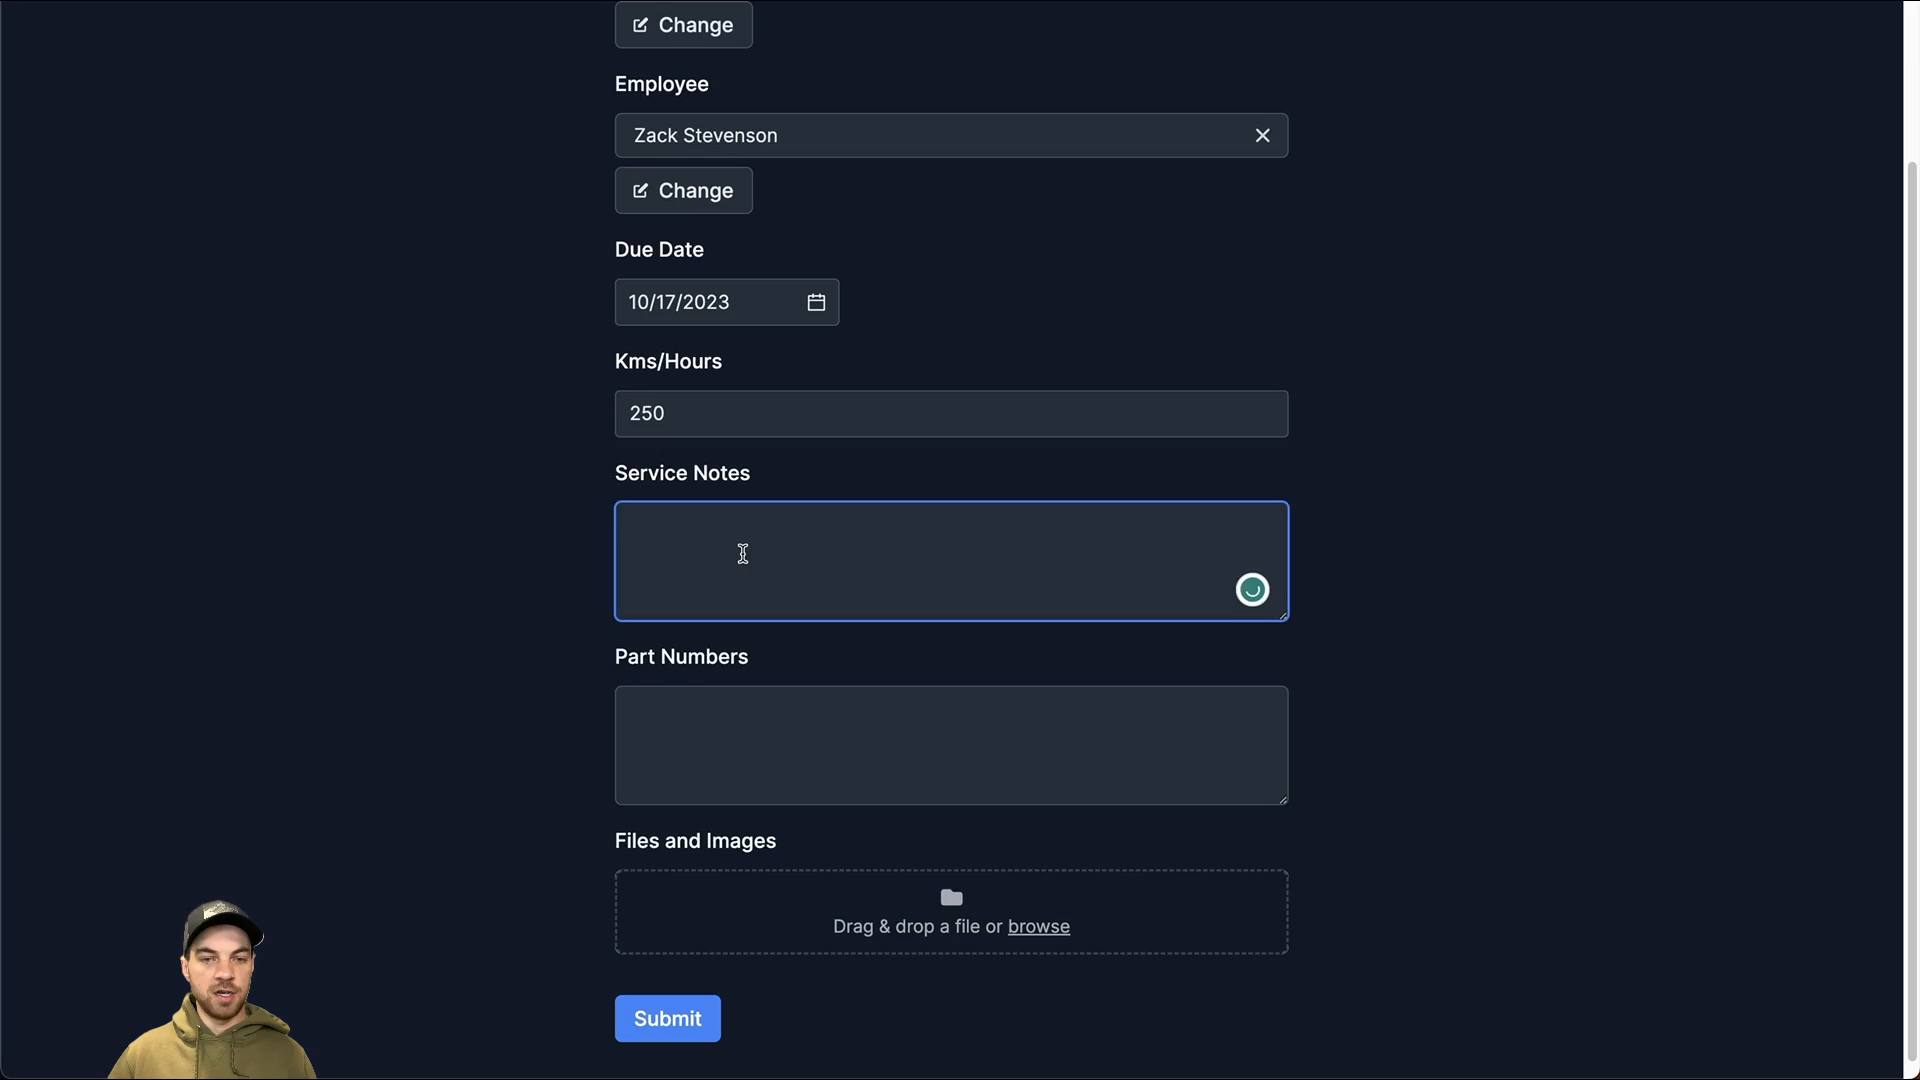 Change
Employee
Zack Stevenson
Change
Due Date
10/17/2023
Kms/Hours
250
Service Notes
Part Numbers
Files and Images
Drag & drop a file or browse
Submit